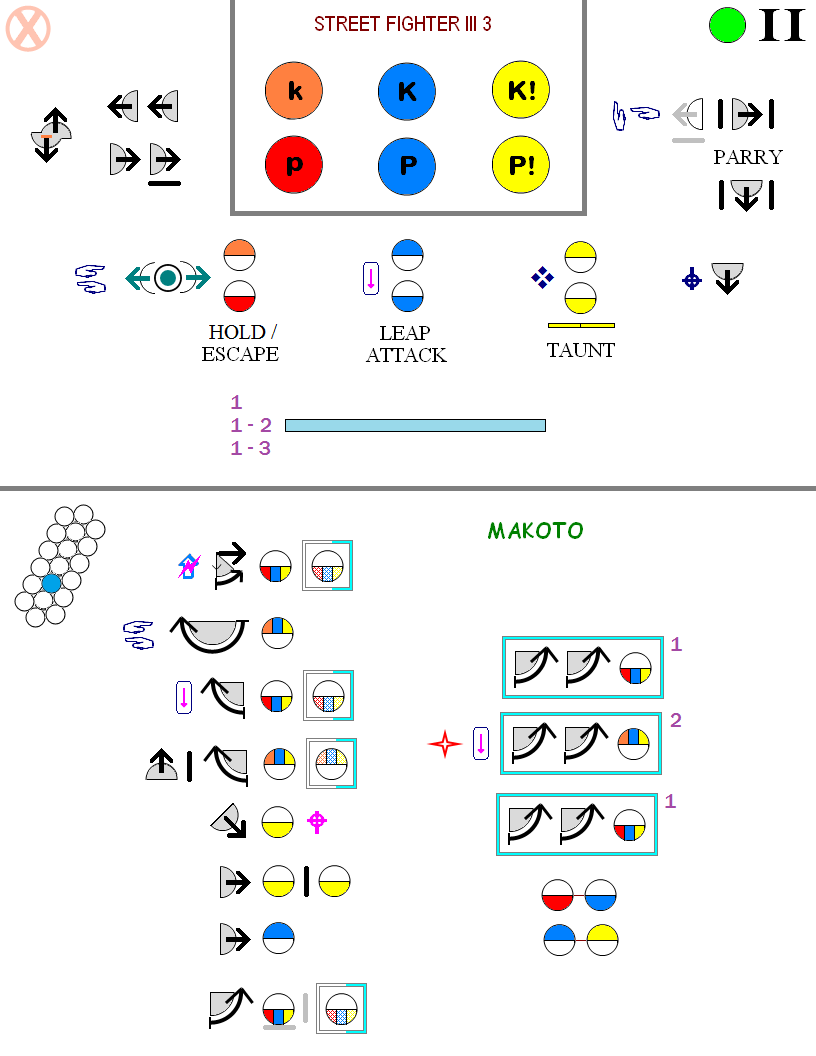 STREET FIGHTER III 3
II
k K K!
p P P!
PARRY
HOLD /
ESCAPE
LEAP
ATTACK
TAUNT
1
1 - 2
1 - 3
MAKOTO
1
2
1